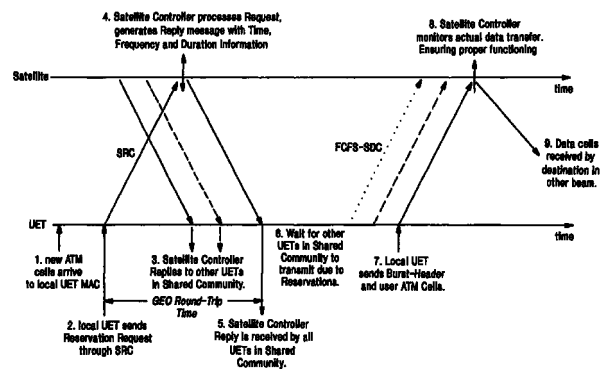 4. Satellite Controller processes Request,
generates Reply message with Time,
Frequency and Duration Information
8. Satellite Controller
monitors actual data transfer.
Ensuring proper functioning
Satellite
time
SRC
FCFS-SDC
9. Data cells
received by
destination in
other beam.
UET
time
1. new ATM
cells arrive
to local UET MAC
3. Satellite Controller
Replies to other UETs
in Shared Community.
6. Wait for other
UETs in Shared
Community to
transmit due to
Reservations.
7. Local UET
sends Burst-Header
and user ATM Cells.
GEO Round-Trip
Time
2. local UET sends
Reservation Request
through SRC
5. Satellite Controller
Reply is received by all
UETs in Shared
Community.